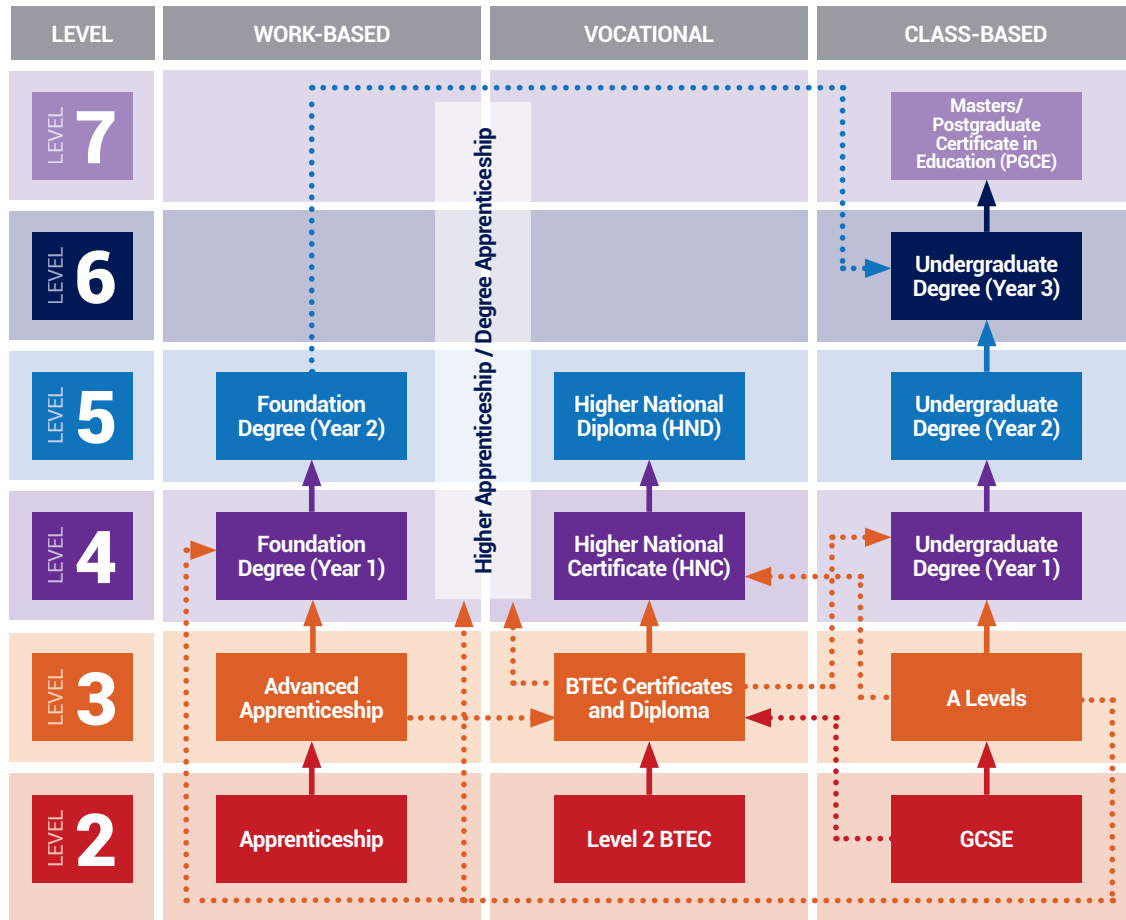 LEVEL
WORK-BASED
VOCATIONAL
CLASS-BASED
LEVEL 7
Masters/
Postgraduate
Certificate in
Education (PGCE)
Higher Apprenticeship / Degree Apprenticeship
LEVEL 6
Undergraduate
Degree (Year 3)
LEVEL 5
Foundation
Degree (Year 2)
Higher National
Diploma (HND)
Undergraduate
Degree (Year 2)
LEVEL 4
Foundation
Degree (Year 1)
Higher National
Certificate (HNC)
Undergraduate
Degree (Year 1)
LEVEL 3
Advanced
Apprenticeship
BTEC Certificates
and Diploma
A Levels
LEVEL 2
Apprenticeship
Level 2 BTEC
GCSE